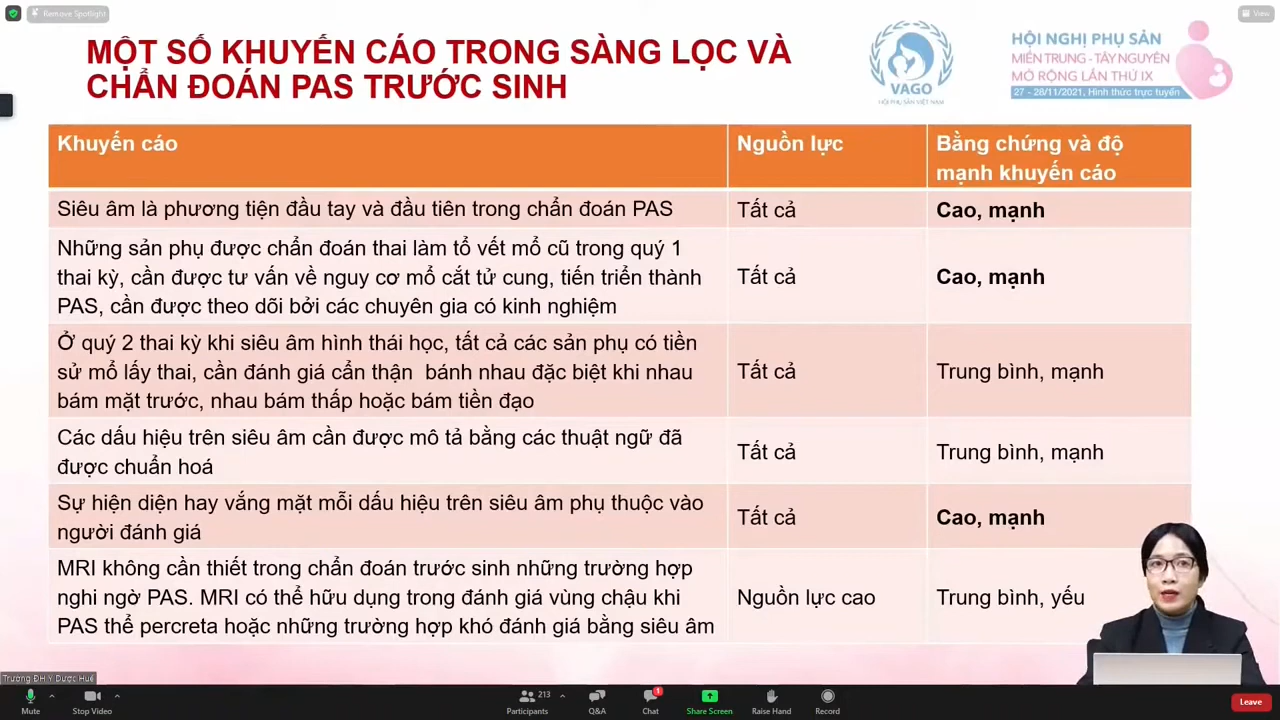 Remove Spotlight
View
MỘT SỐ KHUYẾN CÁO TRONG SÀNG LỌC VÀ
CHẨN ĐOÁN PAS TRƯỚC SINH
VAGO
HỘI PHỤ SẢN VIỆT NAM
HỘI NGHỊ PHỤ SẢN
MIỀN TRUNG - TÂY NGUYÊN
MỞ RỘNG LẦN THỨ IX
27 - 28/11/2021, Hình thức trực tuyến
Khuyến cáo
Nguồn lực
Bằng chứng và độ
mạnh khuyến cáo
Siêu âm là phương tiện đầu tay và đầu tiên trong chẩn đoán PAS
Tất cả
Cao, mạnh
Những sản phụ được chẩn đoán thai làm tổ vết mổ cũ trong quý 1
thai kỳ, cần được tư vấn về nguy cơ mổ cắt tử cung, tiến triển thành
PAS, cần được theo dõi bởi các chuyên gia có kinh nghiệm
Tất cả
Cao, mạnh
Ở quý 2 thai kỳ khi siêu âm hình thái học, tất cả các sản phụ có tiền
sử mổ lấy thai, cần đánh giá cẩn thận bánh nhau đặc biệt khi nhau
bám mặt trước, nhau bám thấp hoặc bám tiền đạo
Tất cả
Trung bình, mạnh
Các dấu hiệu trên siêu âm cần được mô tả bằng các thuật ngữ đã
được chuẩn hoá
Tất cả
Trung bình, mạnh
Sự hiện diện hay vắng mặt mỗi dấu hiệu trên siêu âm phụ thuộc vào
người đánh giá
Tất cả
Cao, mạnh
MRI không cần thiết trong chẩn đoán trước sinh những trường hợp
nghi ngờ PAS. MRI có thể hữu dụng trong đánh giá vùng chậu khi
PAS thể percreta hoặc những trường hợp khó đánh giá bằng siêu âm
Nguồn lực cao
Trung bình, yếu
Trường ĐH Y Dược Huế
Mute
Stop Video
213
Participants
Q&A
1
Chat
Share Screen
Raise Hand
Record
Leave